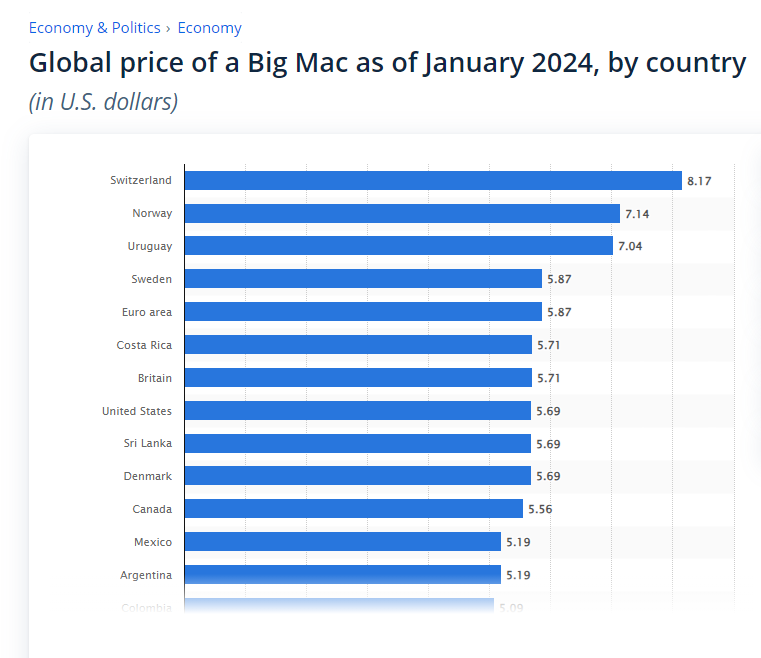 Economy & Politics › Economy
Global price of a Big Mac as of January 2024, by country
(in U.S. dollars)
Switzerland 8.17
Norway 7.14
Uruguay 7.04
Sweden 5.87
Euro area 5.87
Costa Rica 5.71
Britain 5.71
United States 5.69
Sri Lanka 5.69
Denmark 5.69
Canada 5.56
Mexico 5.19
Argentina 5.19
Colombia 5.09